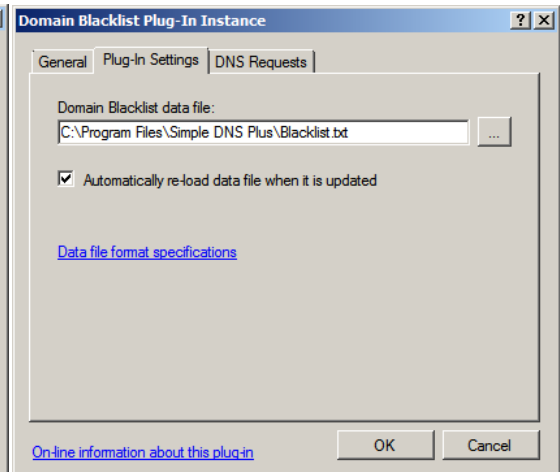 Domain Blacklist Plug-In Instance
General Plug-In Settings DNS Requests
Domain Blacklist data file:
C:\Program Files\Simple DNS Plus\Blacklist.txt ...
Automatically re-load data file when it is updated
Data file format specifications
On-line information about this plug-in OK Cancel